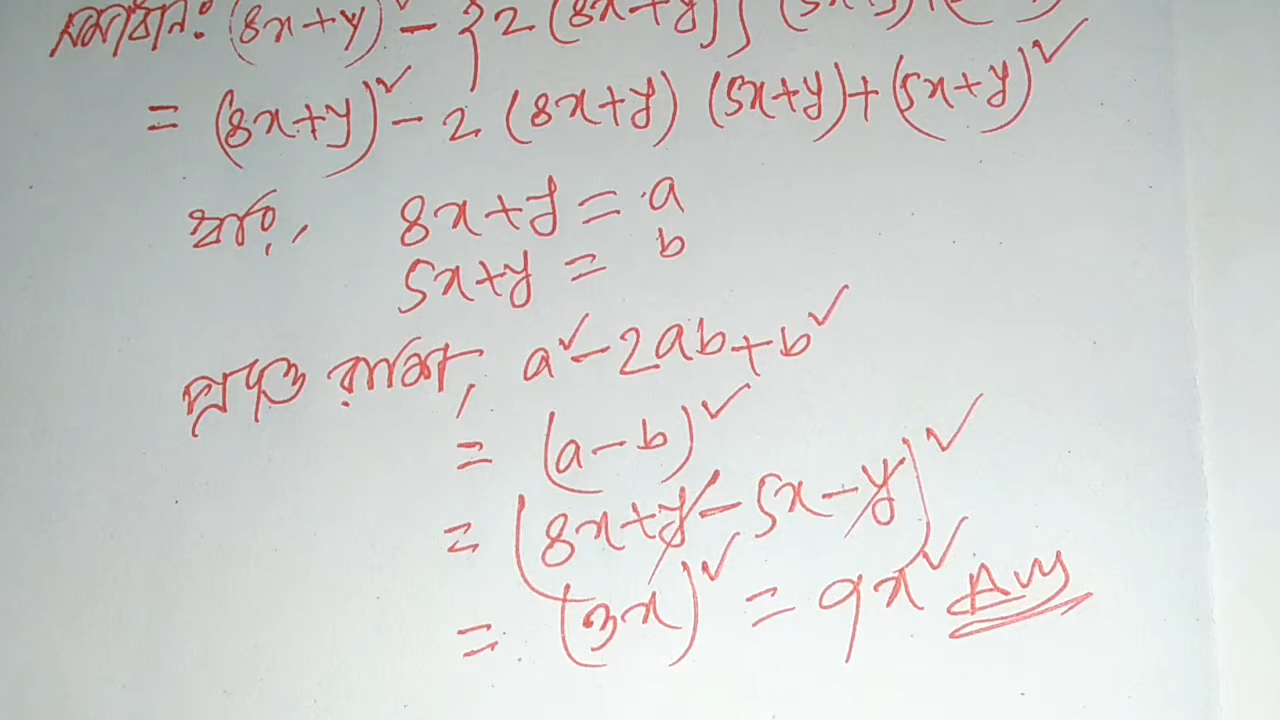 সমাধান: (8x+y)² - {2(8x+y)} (5x+y)+(
= (8x+y)² - 2 (8x+y) (5x+y)+(5x+y)²
ধরি, 8x+y = a
5x+y = b
প্রদত্ত রাশি, a²-2ab+b²
= (a-b)²
= (8x+y-5x-y)²
= (3x)² = 9x² Ans